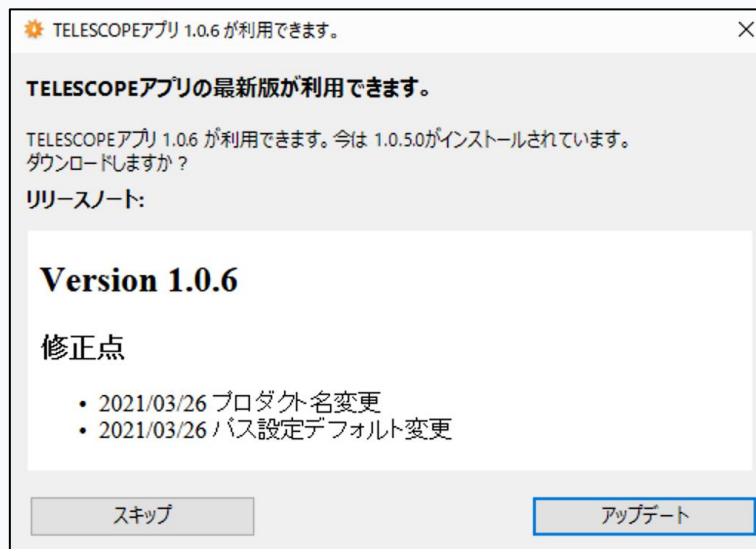 TELESCOPEアプリ 1.0.6 が利用できます。
TELESCOPEアプリの最新版が利用できます。
TELESCOPEアプリ 1.0.6 が利用できます。今は 1.0.5.0がインストールされています。
ダウンロードしますか？
リリースノート:
Version 1.0.6
修正点
• 2021/03/26 プロダクト名変更
• 2021/03/26 パス設定デフォルト変更
スキップ
アップデート